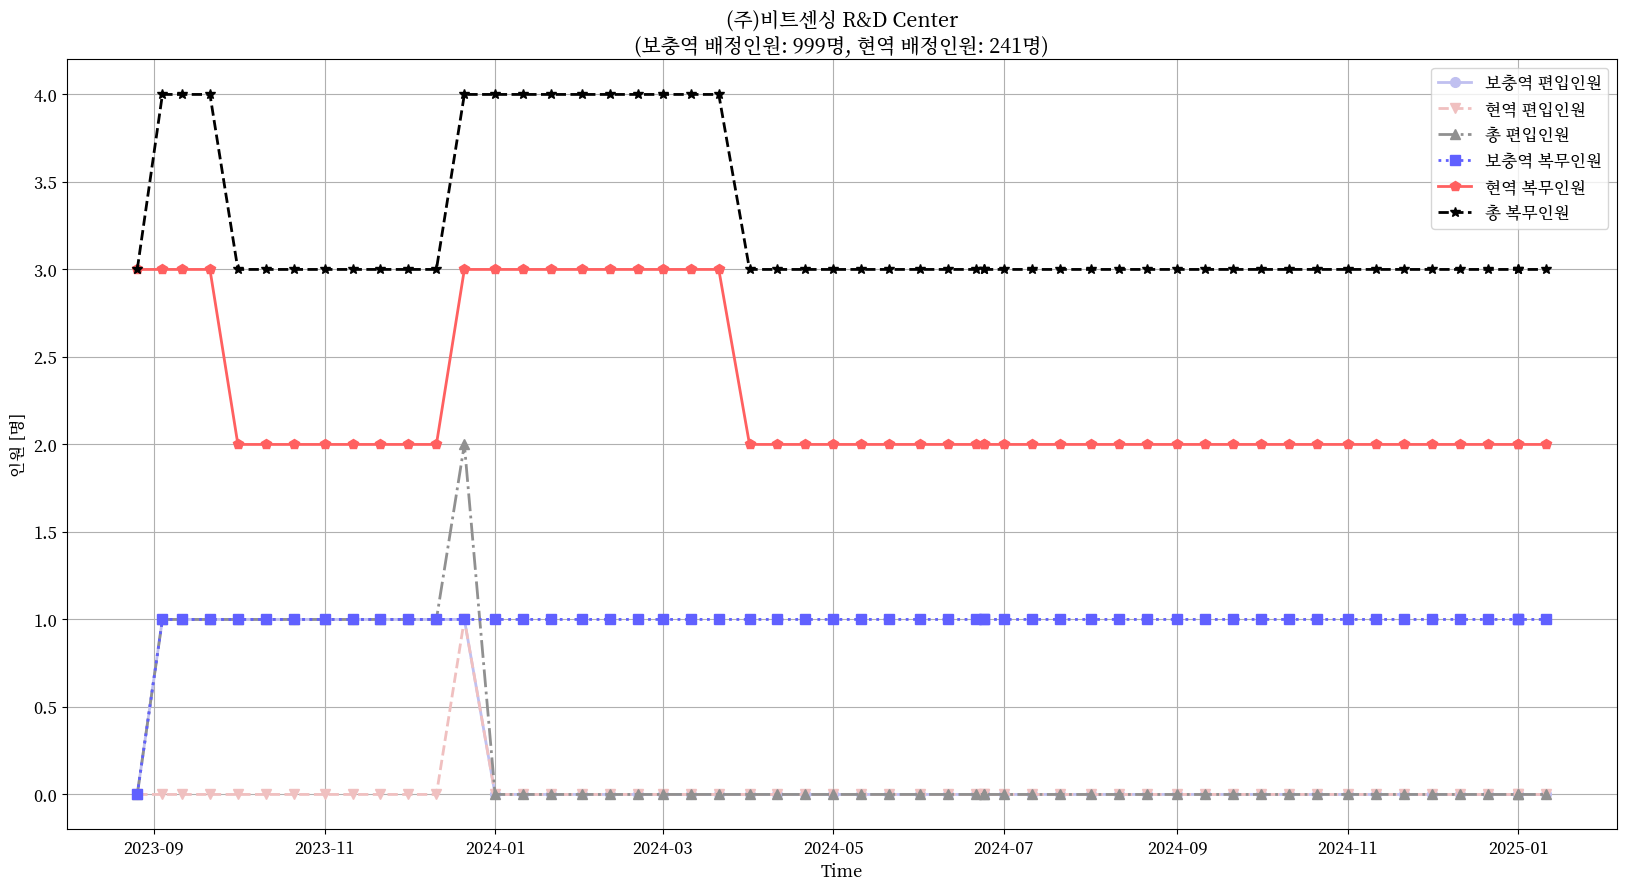 (주)비트센싱 R&D Center
(보충역 배정인원: 999명, 현역 배정인원: 241명)
4.0
3.5
3.0
2.5
2.0
1.5
1.0
0.5
0.0
인원 [명]
보충역 편입인원
현역 편입인원
총 편입인원
보충역 복무인원
현역 복무인원
총 복무인원
2023-09 2023-11 2024-01 2024-03 2024-05 2024-07 2024-09 2024-11 2025-01
Time